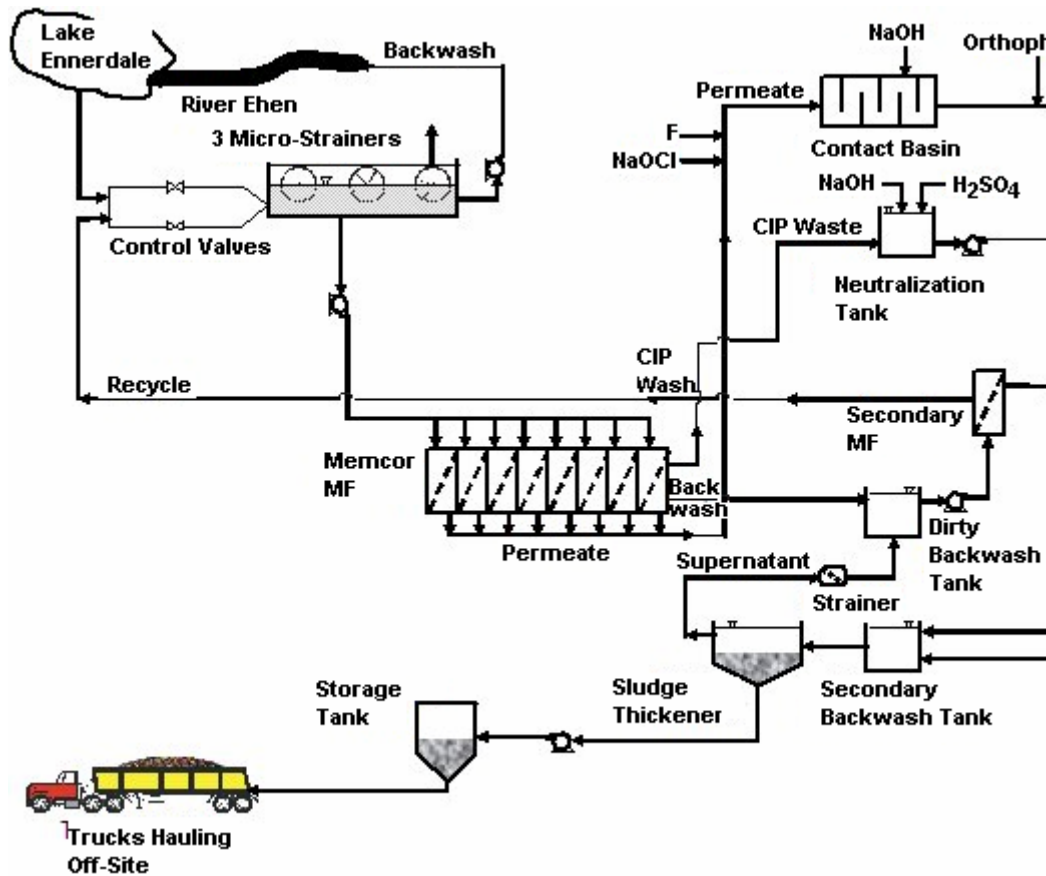 Lake
Ennerdale
Backwash
River Ehen
3 Micro-Strainers
Control Valves
NaOH
Orthoph
Permeate
F
NaOCl
Contact Basin
NaOH
H₂SO₄
CIP Waste
Neutralization
Tank
Recycle
CIP
Wash
Secondary
MF
Memcor
MF
Back
wash
Permeate
Dirty
Backwash
Tank
Supernatant
Strainer
Storage
Tank
Sludge
Thickener
Secondary
Backwash Tank
Trucks Hauling
Off-Site